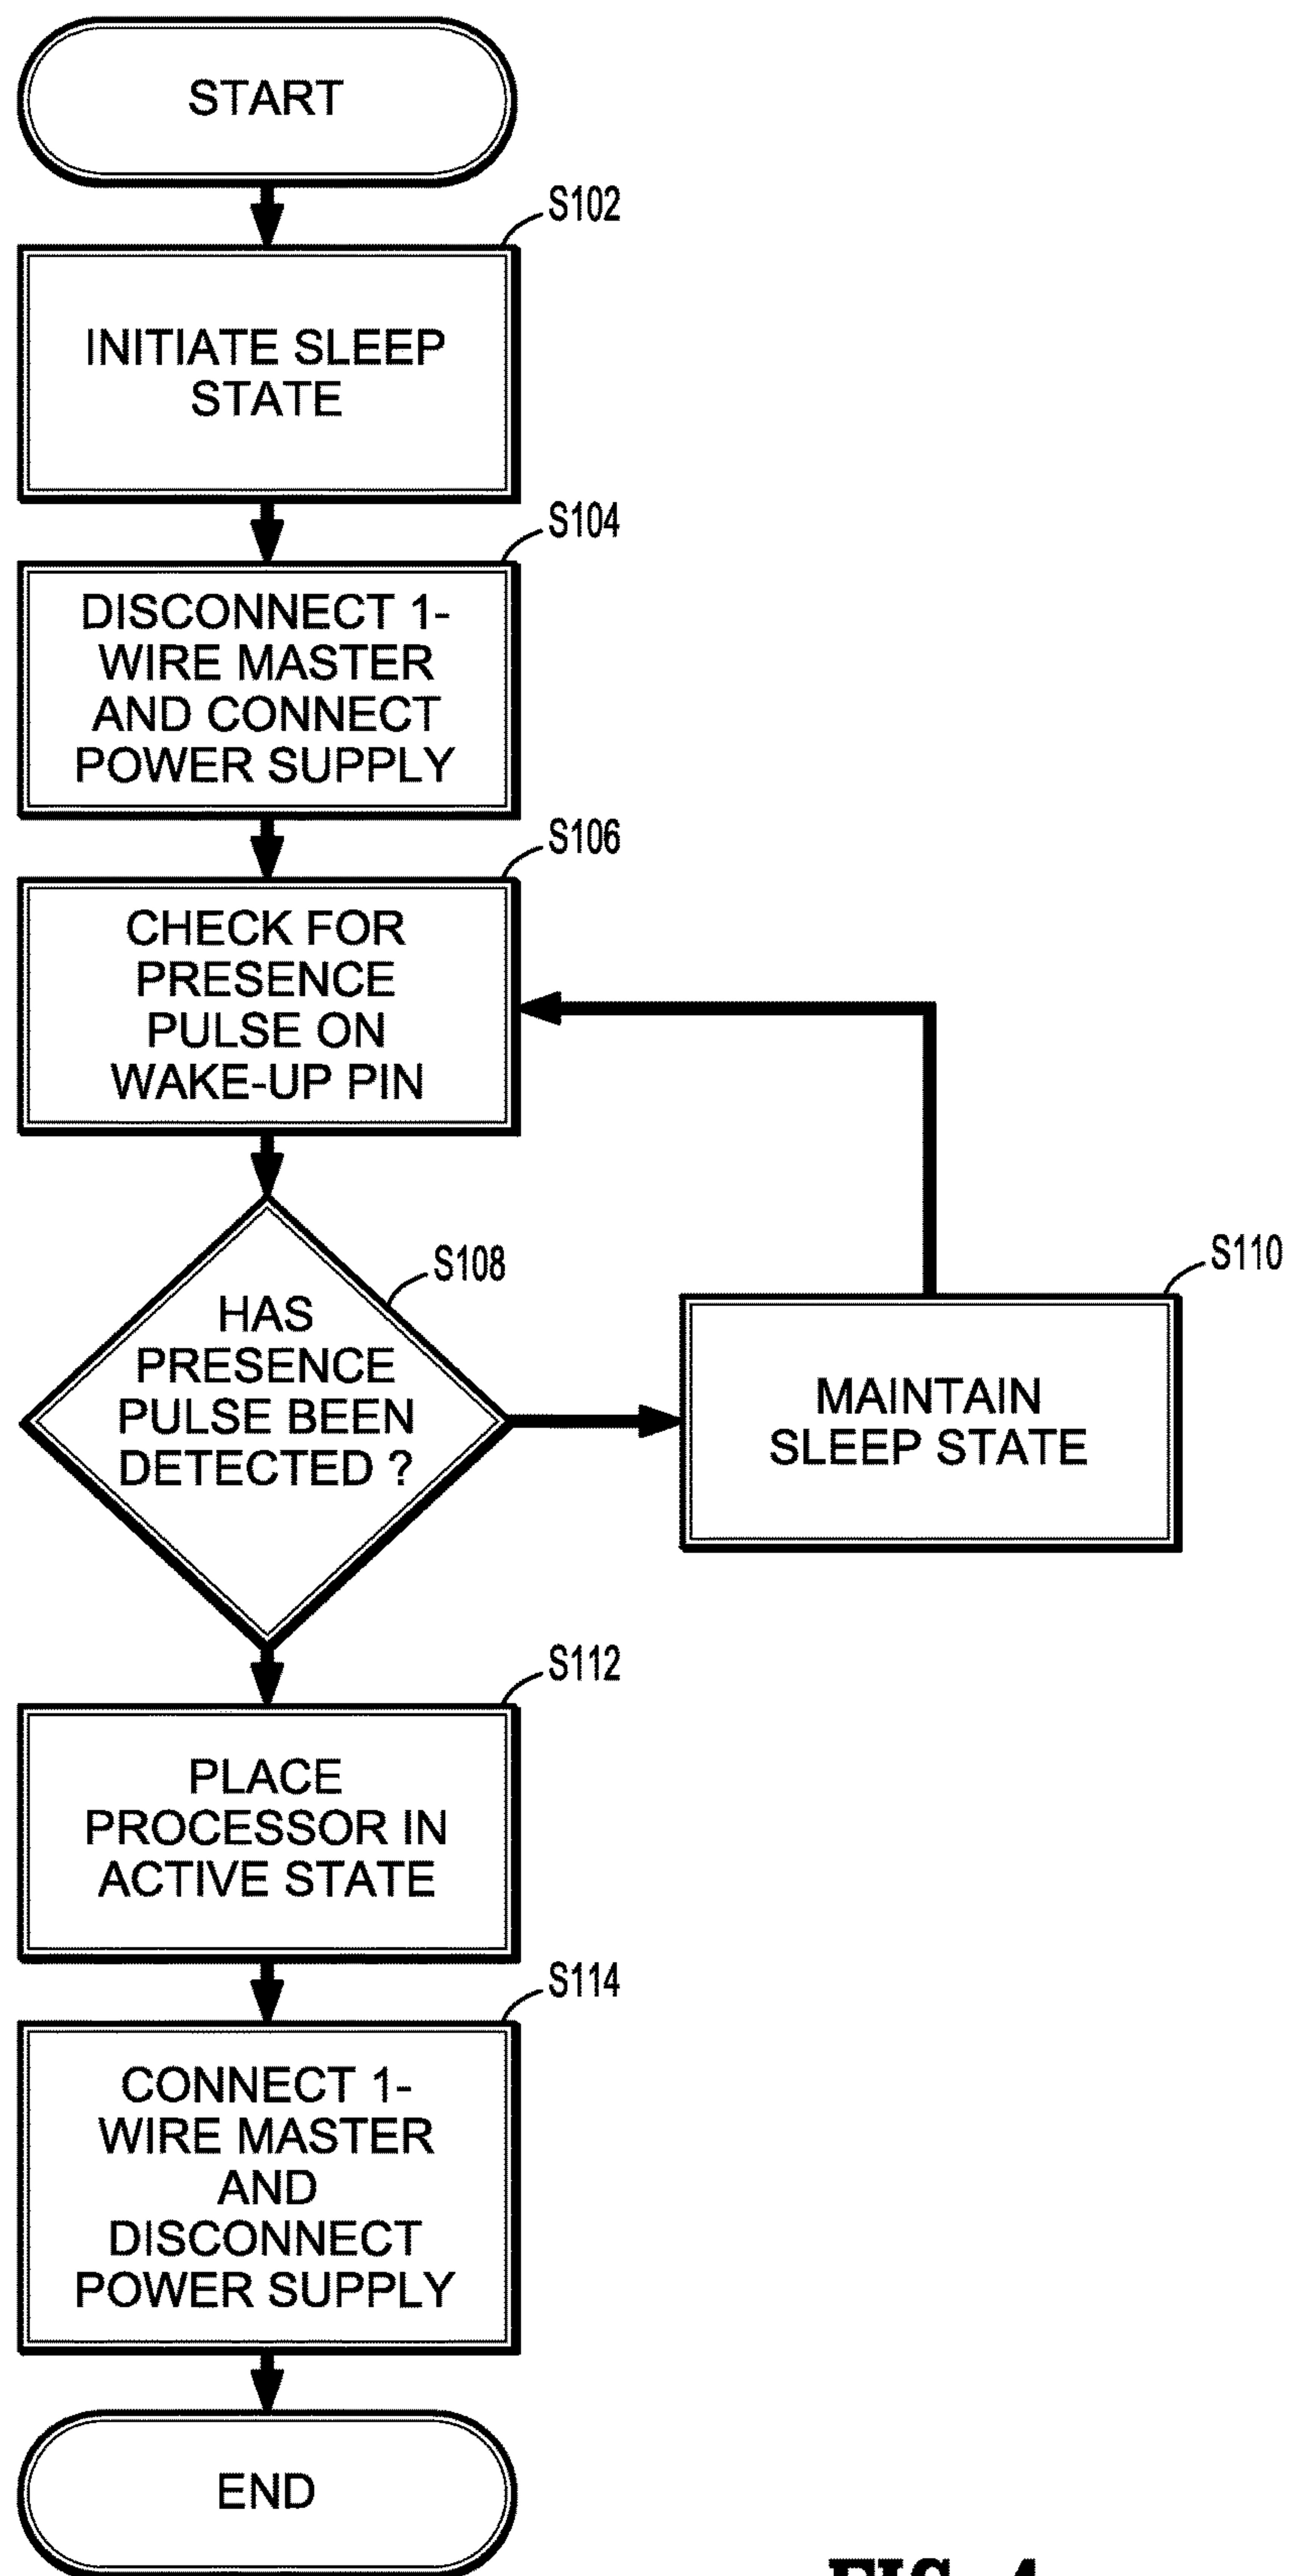 START
S102
INITIATE SLEEP
STATE
S104
DISCONNECT 1-
WIRE MASTER
AND CONNECT
POWER SUPPLY
S106
CHECK FOR
PRESENCE
PULSE ON
WAKE-UP PIN
S108
HAS
PRESENCE
PULSE BEEN
DETECTED ?
S110
MAINTAIN
SLEEP STATE
S112
PLACE
PROCESSOR IN
ACTIVE STATE
S114
CONNECT 1-
WIRE MASTER
AND
DISCONNECT
POWER SUPPLY
END